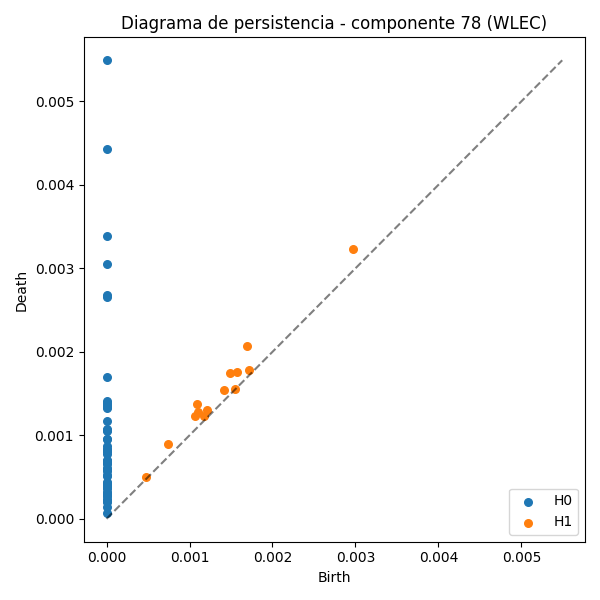 Diagrama de persistencia - componente 78 (WLEC)
0.005
0.004
0.003
0.002
0.001
0.000
Death
0.000 0.001 0.002 0.003 0.004 0.005
Birth
H0
H1